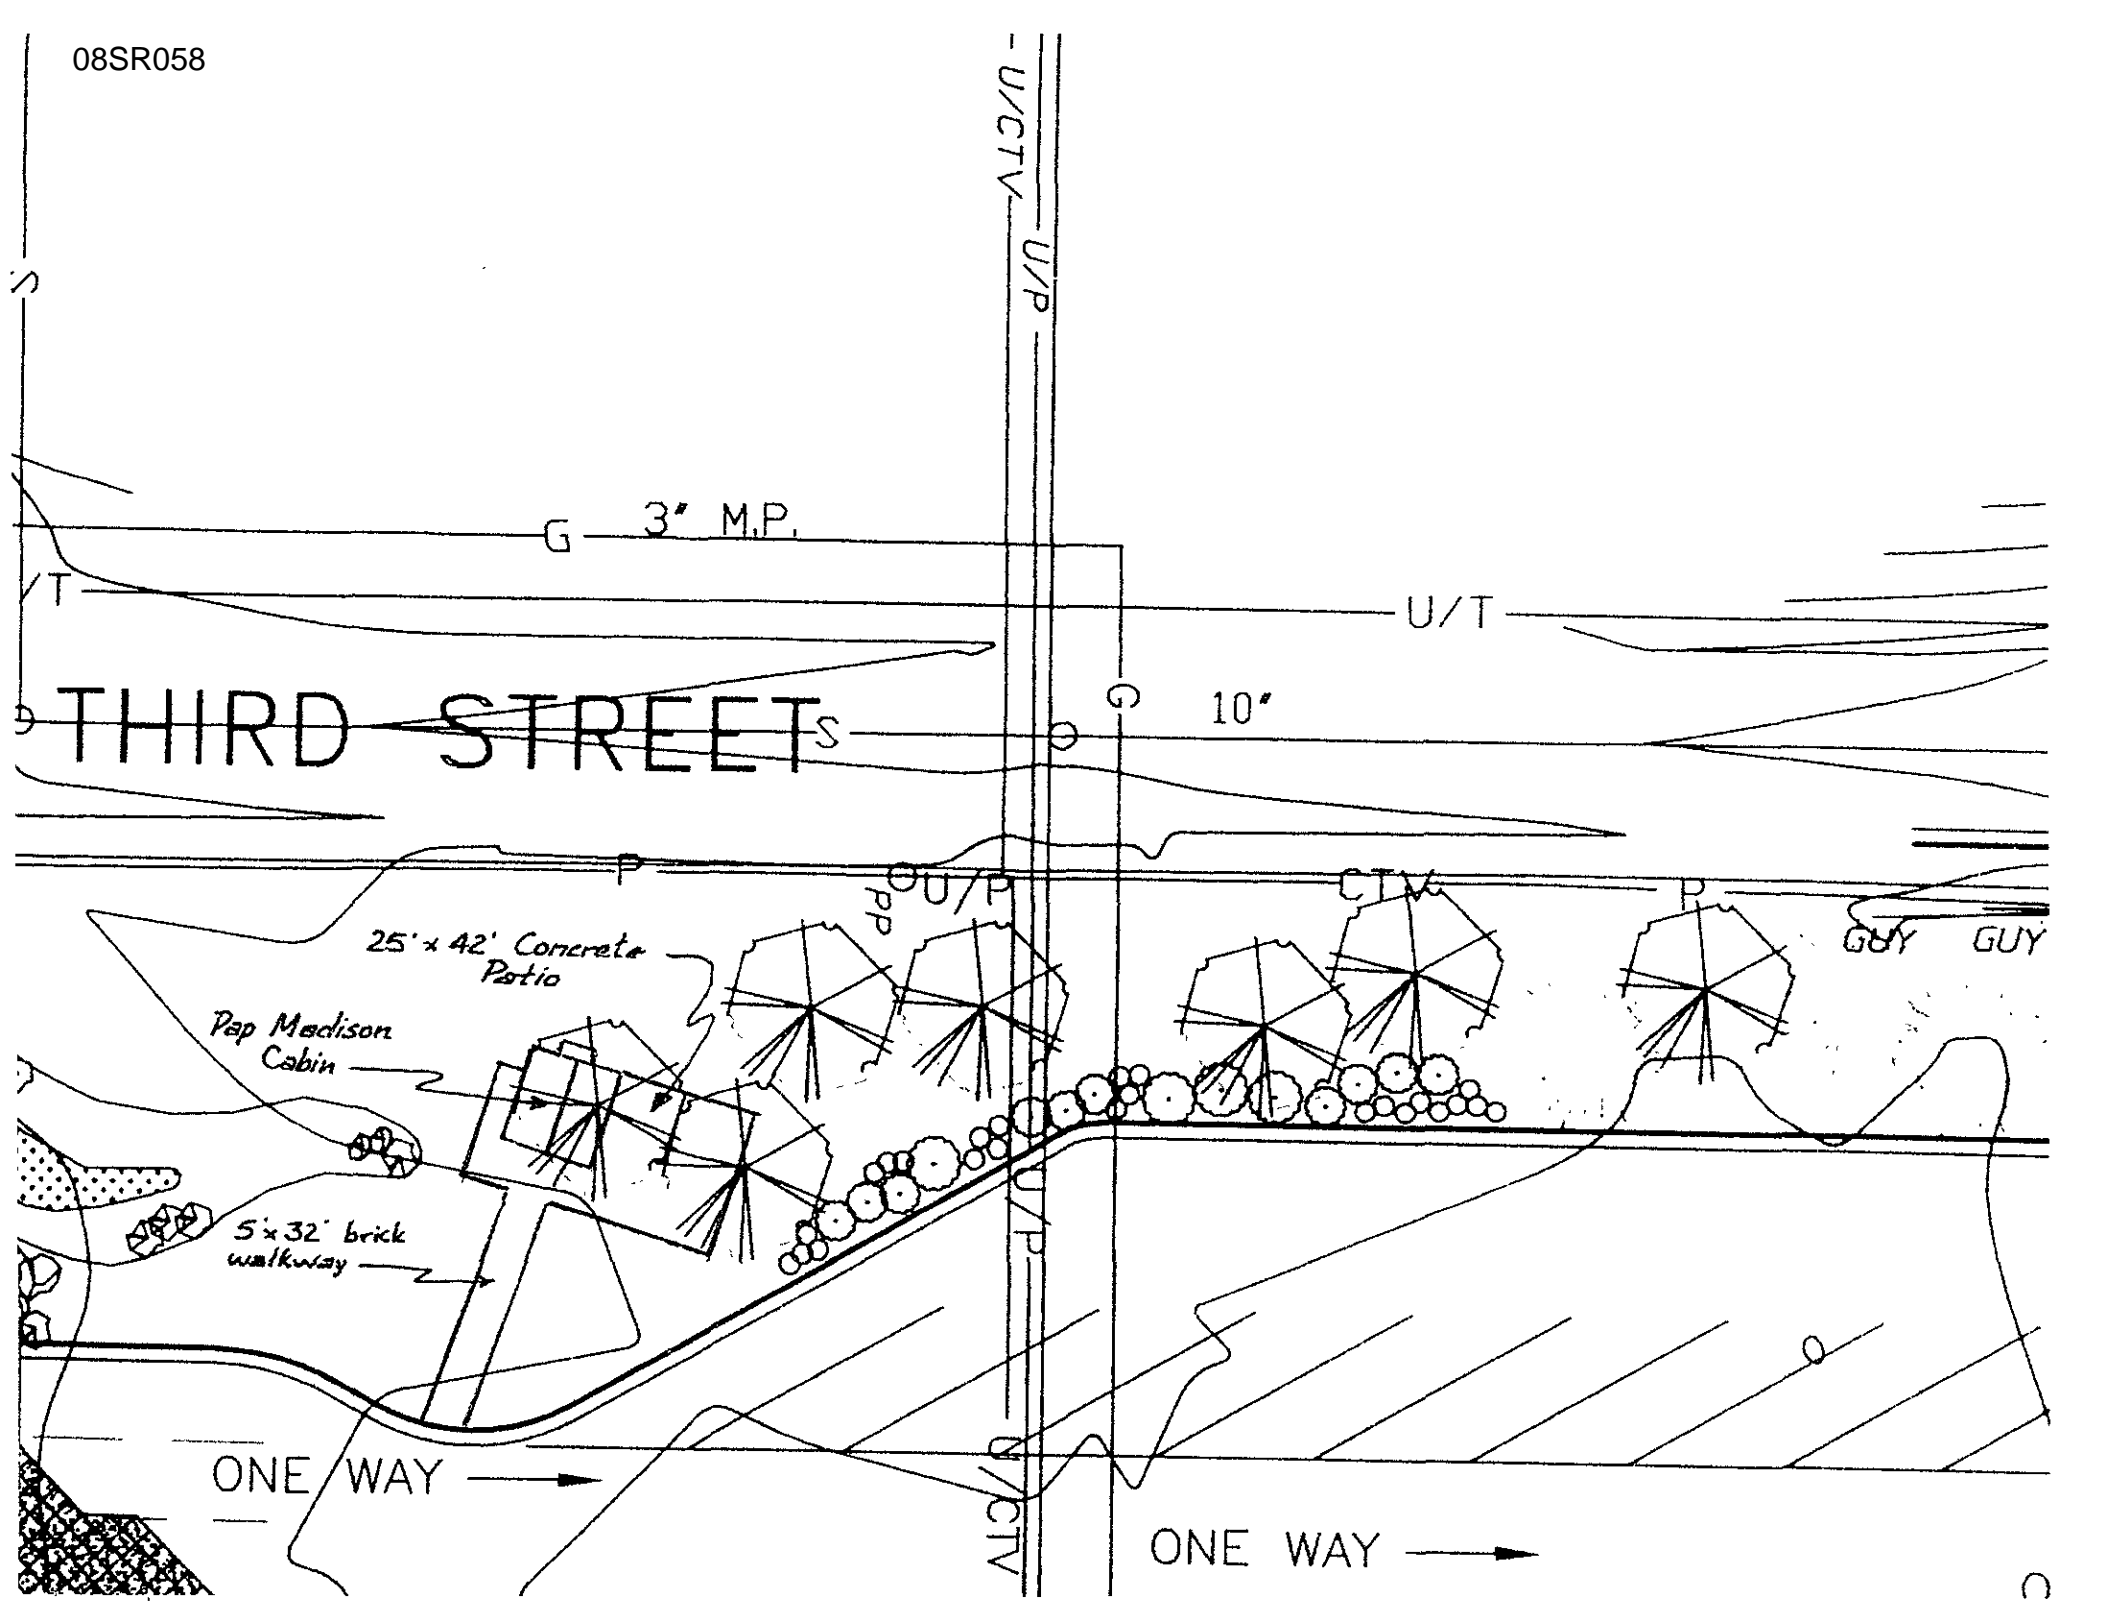 08SR058
U/CTV
U/P
S
G
3" M.P.
/T
U/T
THIRD STREET
S
G
10"
P
PP
U/P
CTV
P
GUY
GUY
25' x 42' Concrete
Patio
Pap Madison
Cabin
5' x 32' brick
walkway
U/P
U/CTV
ONE WAY
ONE WAY